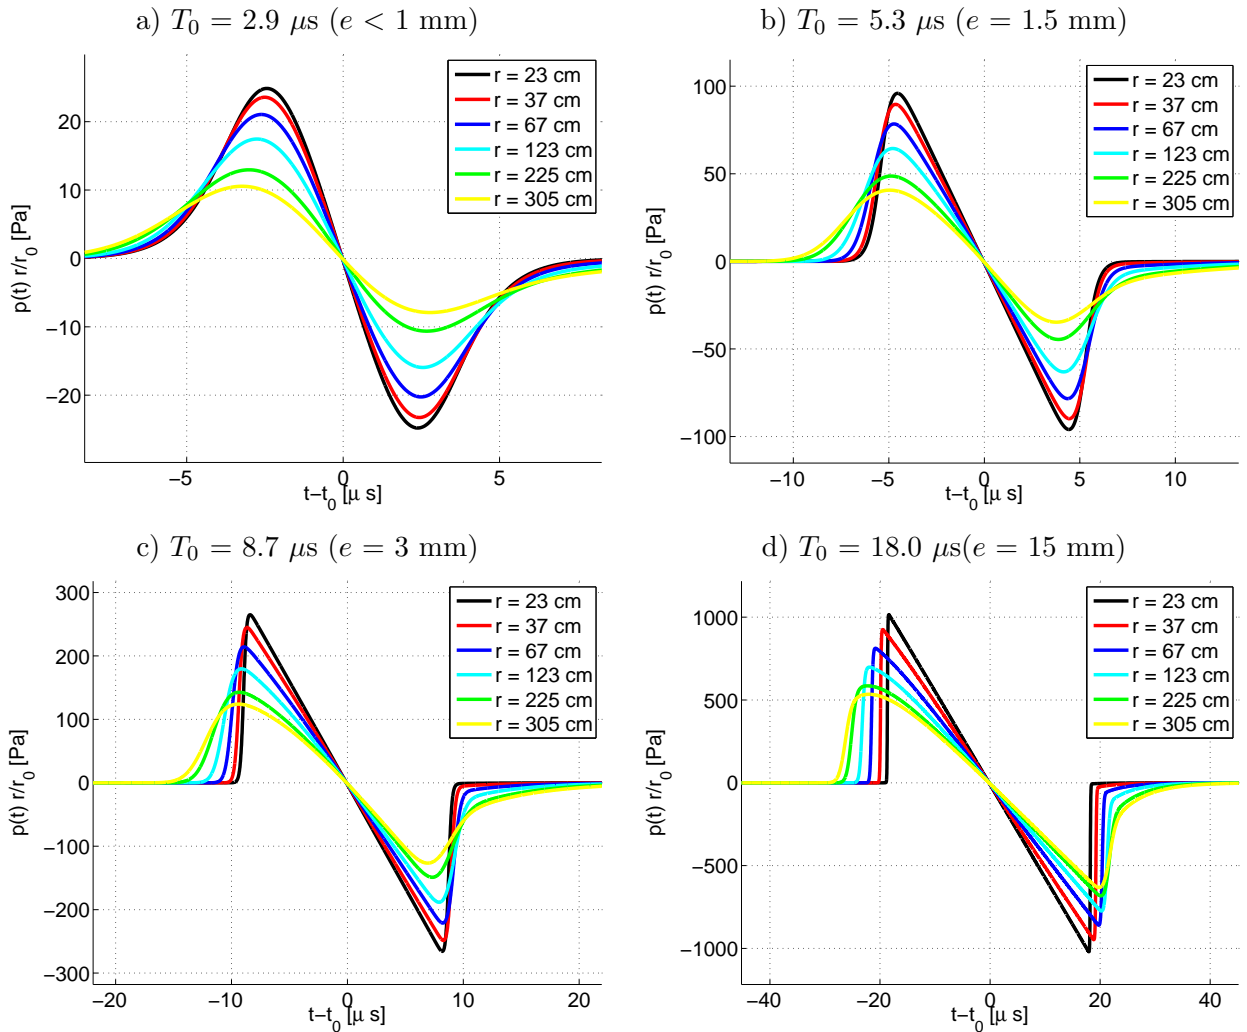 a) T₀ = 2.9 μs (e < 1 mm)
20
10
0
−10
−20
−5
0
5
p(t) r/r₀ [Pa]
t−t₀ [μ s]
r = 23 cm
r = 37 cm
r = 67 cm
r = 123 cm
r = 225 cm
r = 305 cm
b) T₀ = 5.3 μs (e = 1.5 mm)
100
50
0
−50
−100
−10
−5
0
5
10
p(t) r/r₀ [Pa]
t−t₀ [μ s]
r = 23 cm
r = 37 cm
r = 67 cm
r = 123 cm
r = 225 cm
r = 305 cm
c) T₀ = 8.7 μs (e = 3 mm)
300
200
100
0
−100
−200
−300
−20
−10
0
10
20
p(t) r/r₀ [Pa]
t−t₀ [μ s]
r = 23 cm
r = 37 cm
r = 67 cm
r = 123 cm
r = 225 cm
r = 305 cm
d) T₀ = 18.0 μs(e = 15 mm)
1000
500
0
−500
−1000
−40
−20
0
20
40
p(t) r/r₀ [Pa]
t−t₀ [μ s]
r = 23 cm
r = 37 cm
r = 67 cm
r = 123 cm
r = 225 cm
r = 305 cm